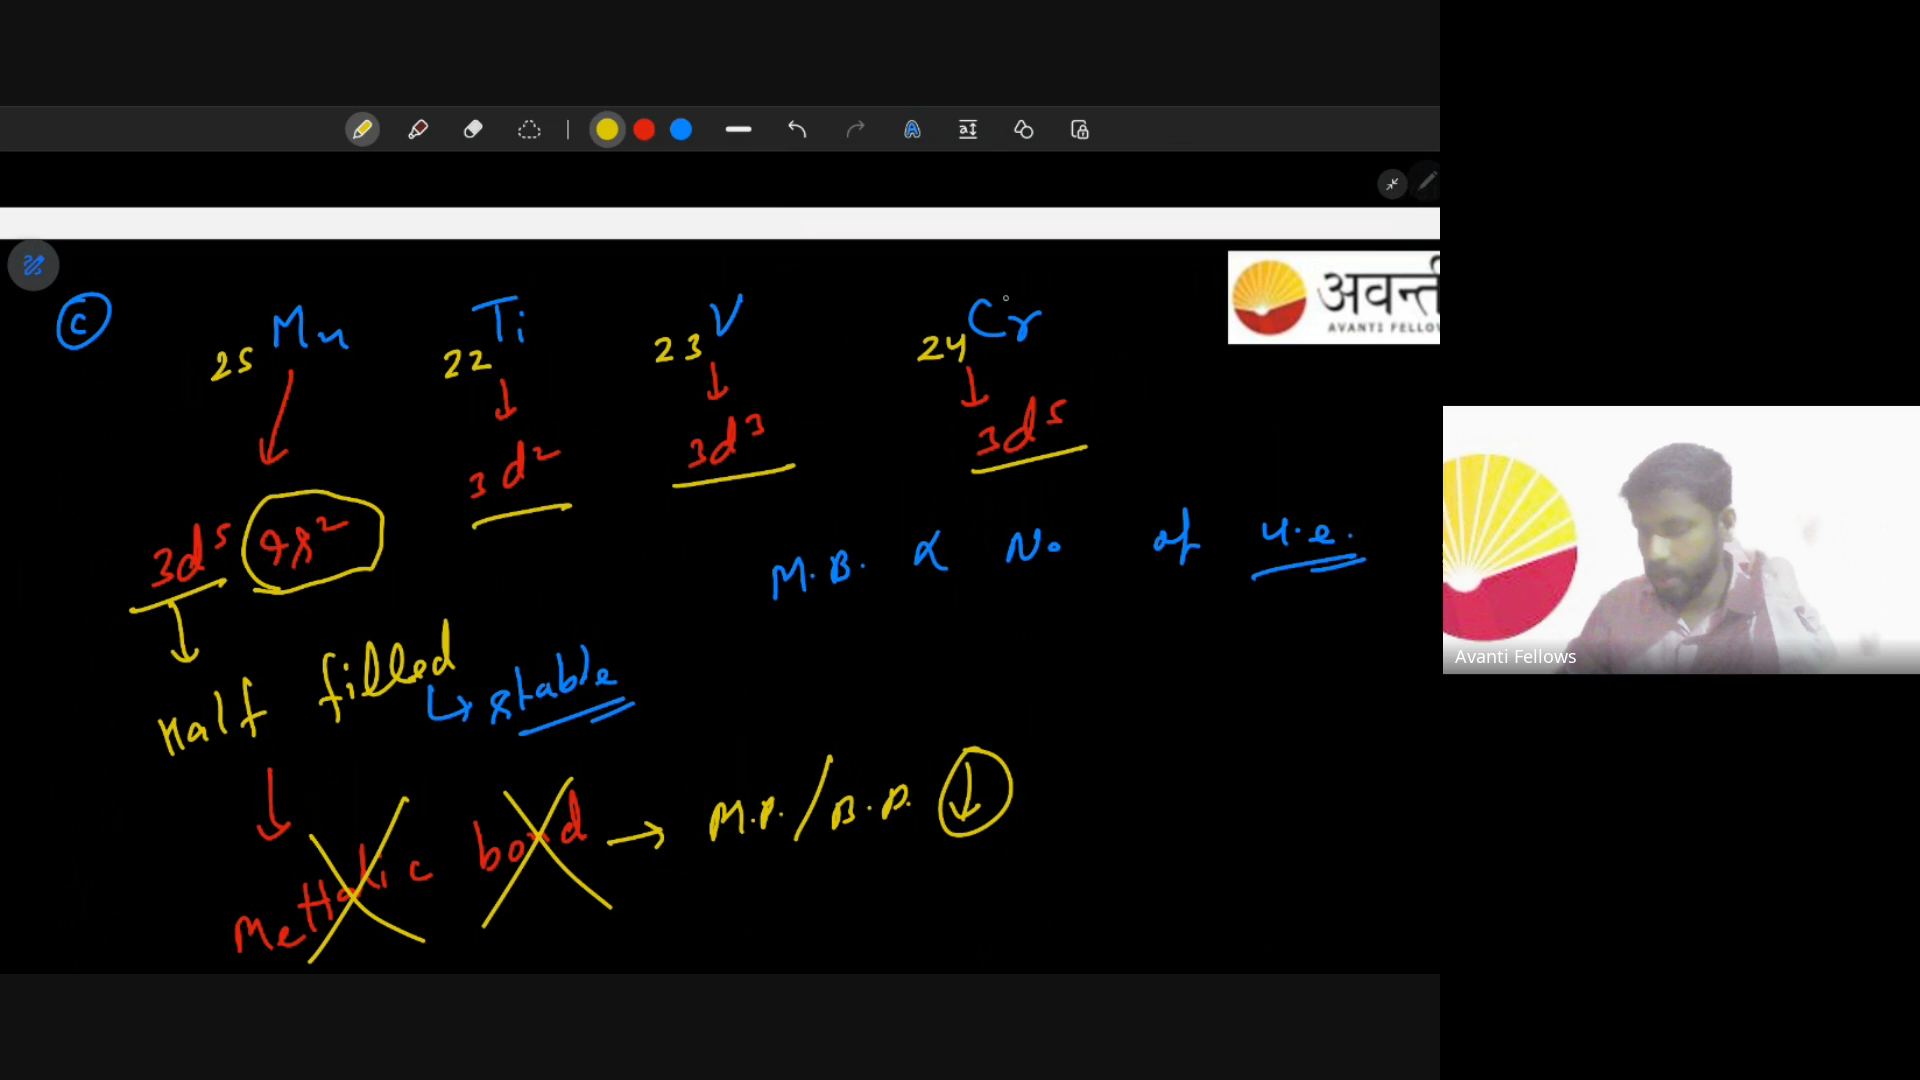 अवन्ती
AVANTI FELLOWS
C
25 Mn 22 Ti 23 V 24 Cr
3d² 3d³ 3d⁵
3d⁵ 4s²
M.B. ∝ No of u.e.
Half filled
↳ stable
Mettalic bond → M.P./B.P. ↓
Avanti Fellows